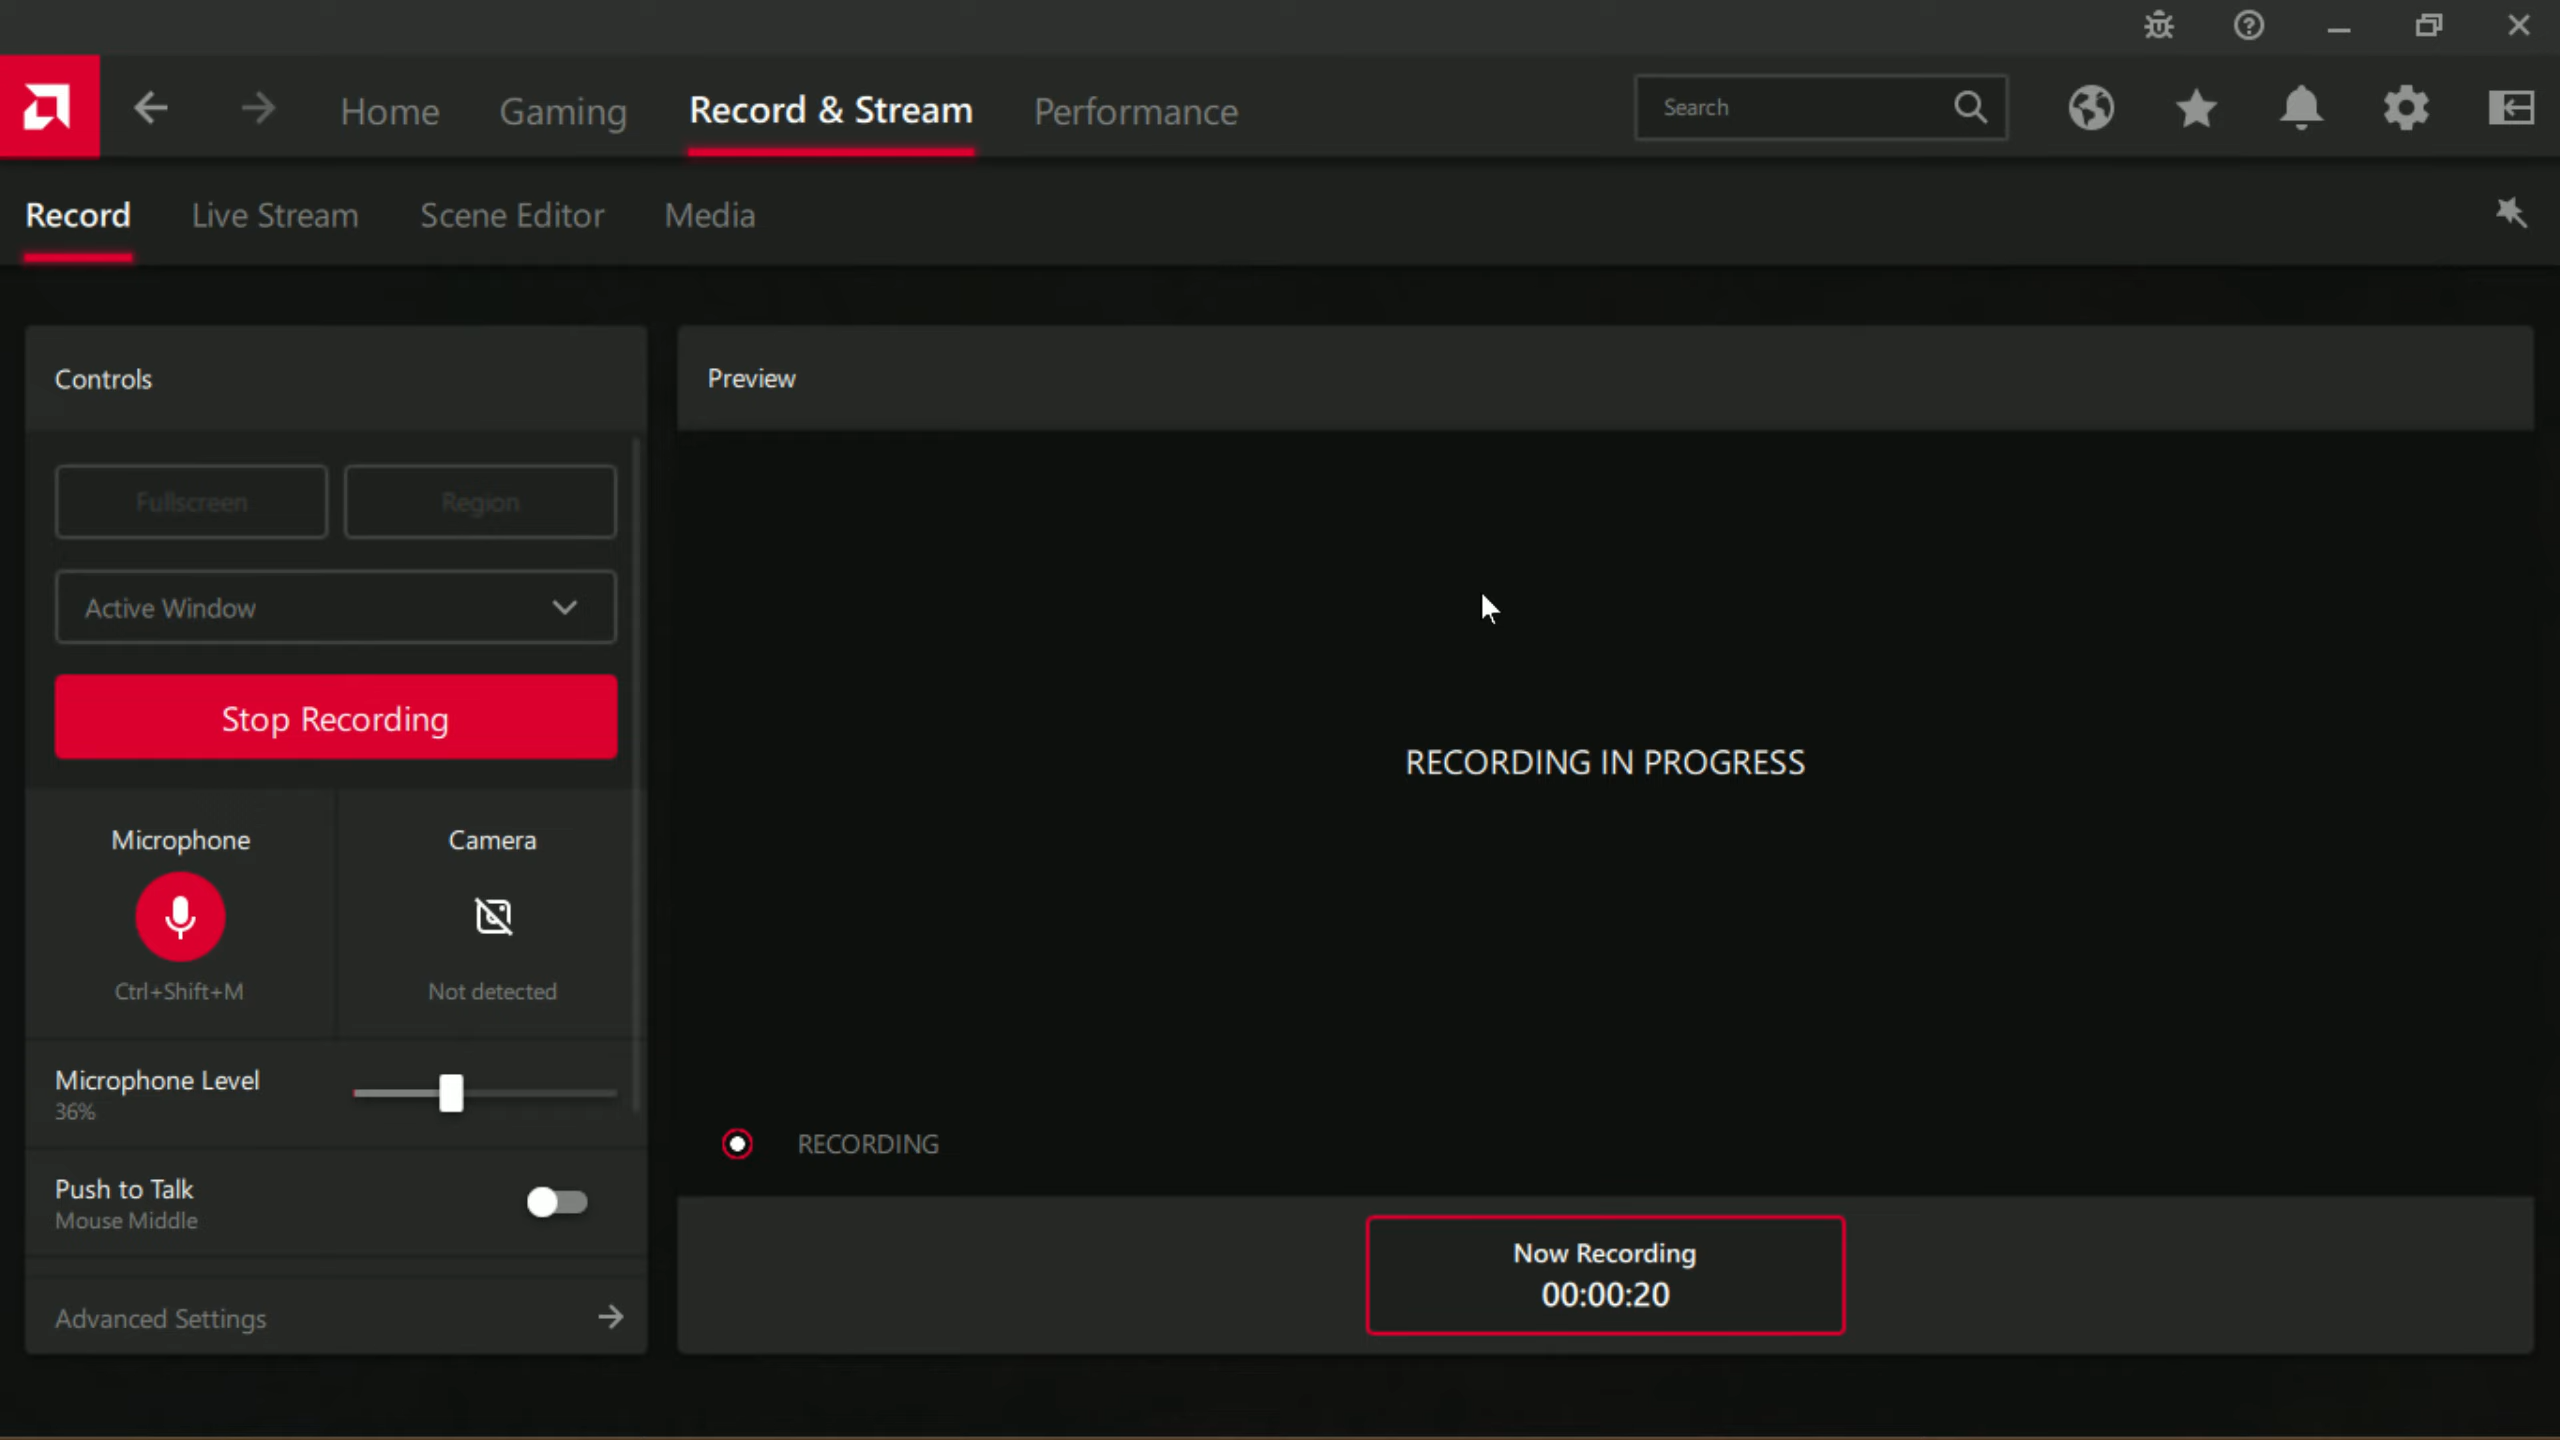 Home
Gaming
Record & Stream
Performance
Search
Record
Live Stream
Scene Editor
Media
Controls
Fullscreen
Region
Active Window
Stop Recording
Microphone
Camera
Ctrl+Shift+M
Not detected
Microphone Level
36%
Push to Talk
Mouse Middle
Advanced Settings
Preview
RECORDING IN PROGRESS
RECORDING
Now Recording
00:00:20